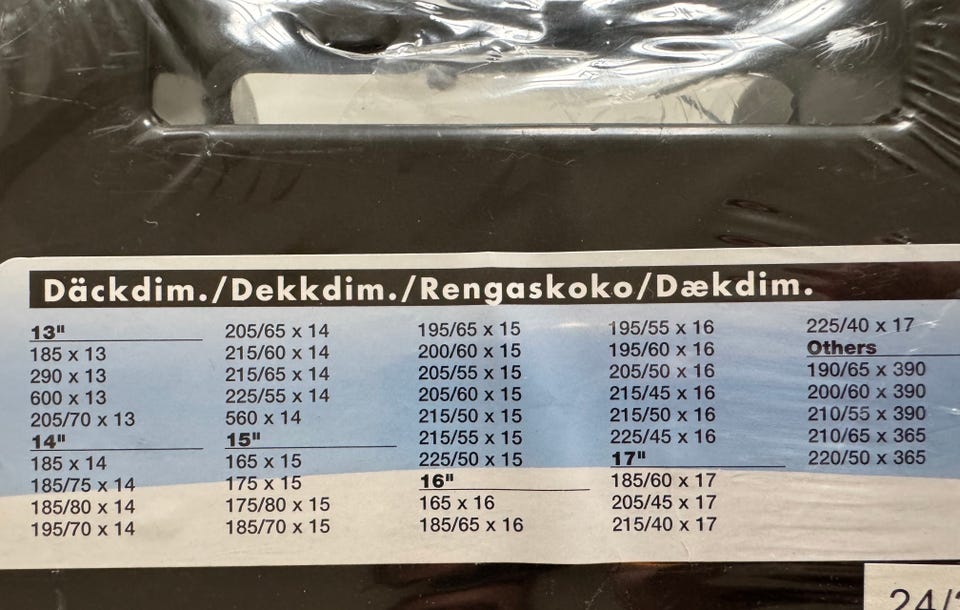 Däckdim./Dekkdim./Rengaskoko/Dækdim.
13"
185 x 13
290 x 13
600 x 13
205/70 x 13
14"
185 x 14
185/75 x 14
185/80 x 14
195/70 x 14
205/65 x 14
215/60 x 14
215/65 x 14
225/55 x 14
560 x 14
15"
165 x 15
175 x 15
175/80 x 15
185/70 x 15
195/65 x 15
200/60 x 15
205/55 x 15
205/60 x 15
215/50 x 15
215/55 x 15
225/50 x 15
16"
165 x 16
185/65 x 16
195/55 x 16
195/60 x 16
205/50 x 16
215/45 x 16
215/50 x 16
225/45 x 16
17"
185/60 x 17
205/45 x 17
215/40 x 17
225/40 x 17
Others
190/65 x 390
200/60 x 390
210/55 x 390
210/65 x 365
220/50 x 365